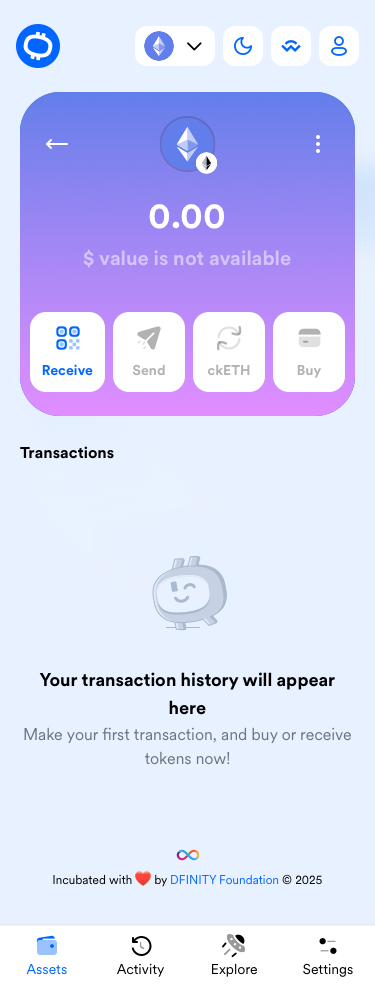 0.00
$ value is not available
Receive
Send
ckETH
Buy
Transactions
Your transaction history will appear
here
Make your first transaction, and buy or receive
tokens now!
Incubated with ❤️ by DFINITY Foundation © 2025
Assets
Activity
Explore
Settings